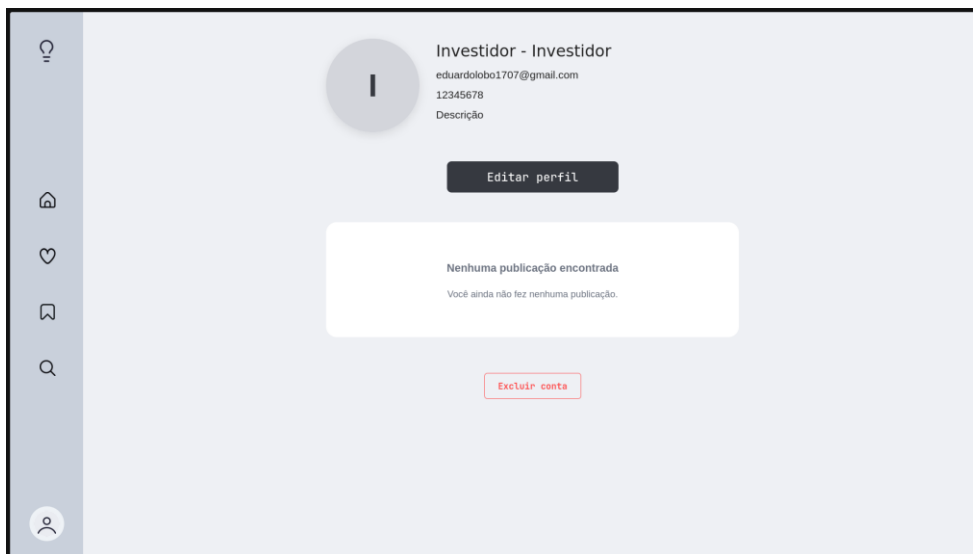 I
Investidor - Investidor
eduardolobo1707@gmail.com
12345678
Descrição
Editar perfil
Nenhuma publicação encontrada
Você ainda não fez nenhuma publicação.
Excluir conta